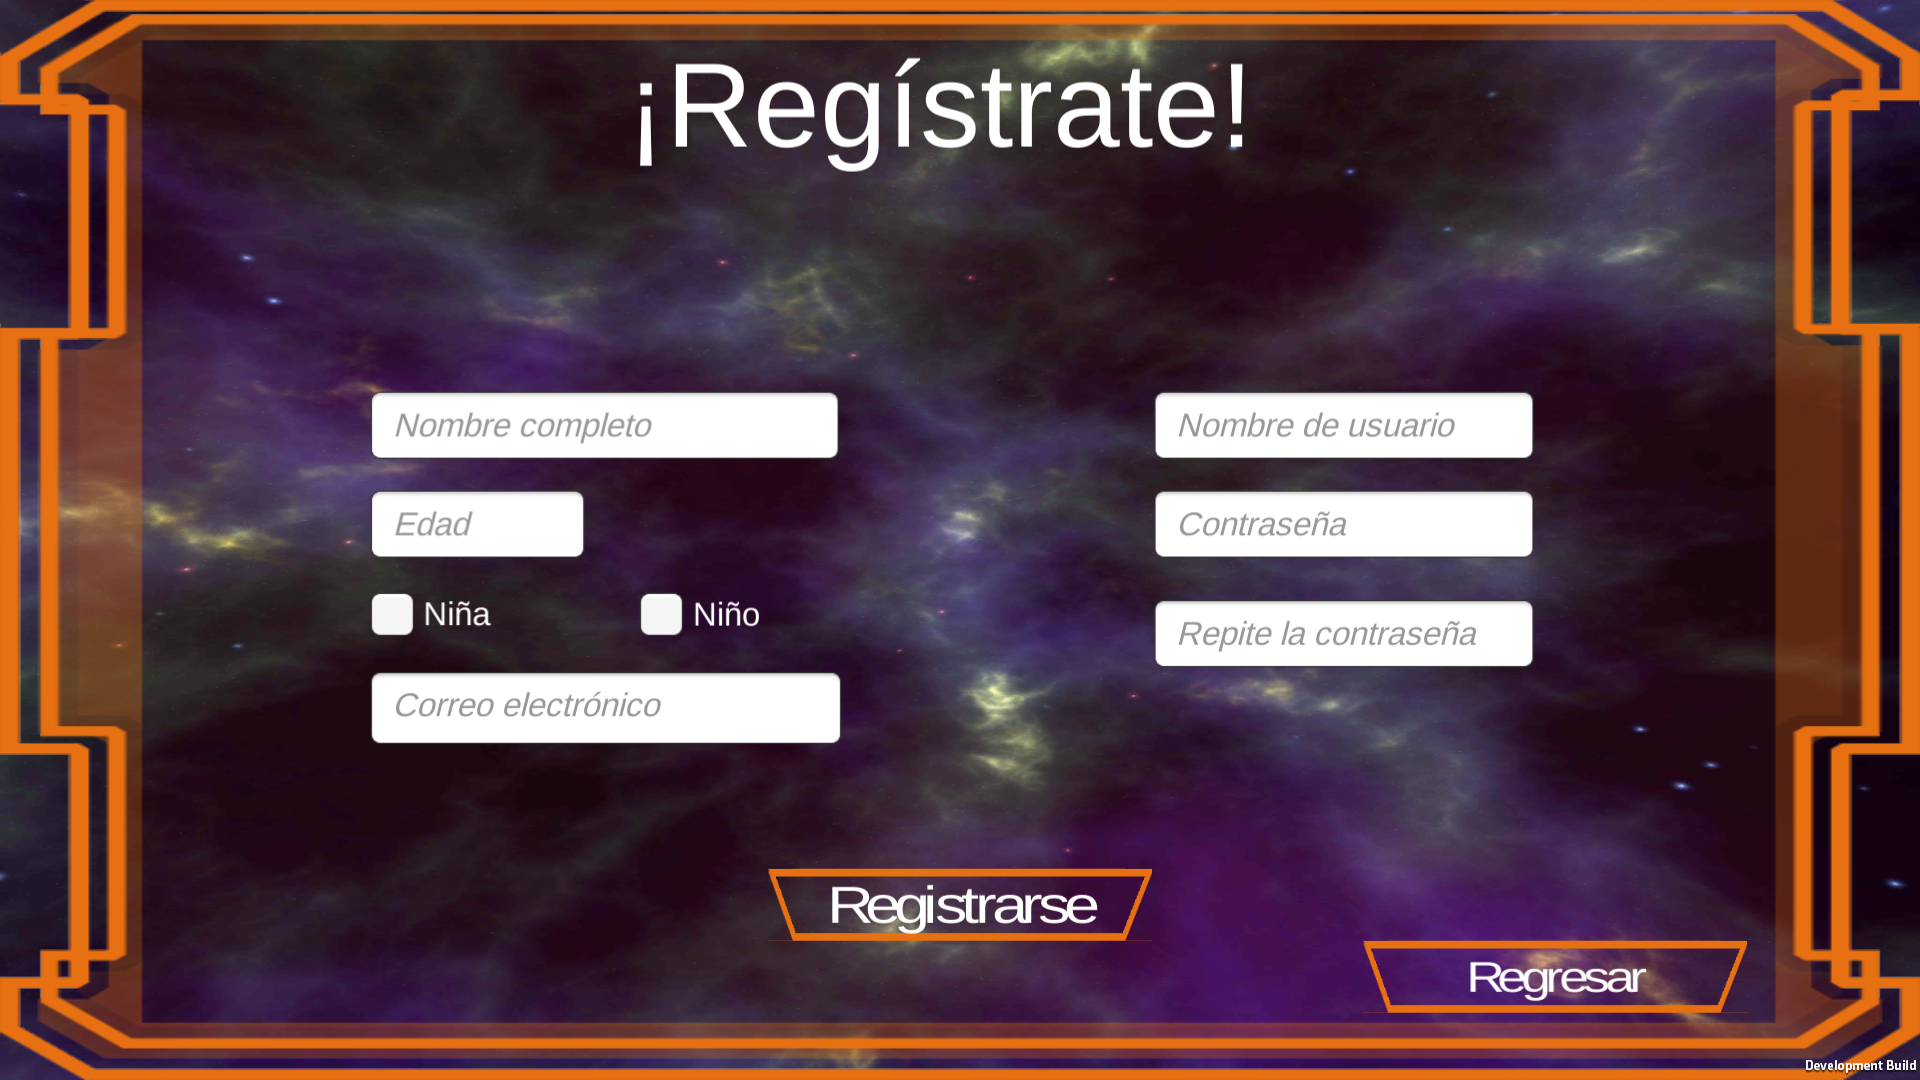 ¡Regístrate!
Nombre completo
Nombre de usuario
Edad
Contraseña
Niña
Niño
Repite la contraseña
Correo electrónico
Registrarse
Regresar
Development Build